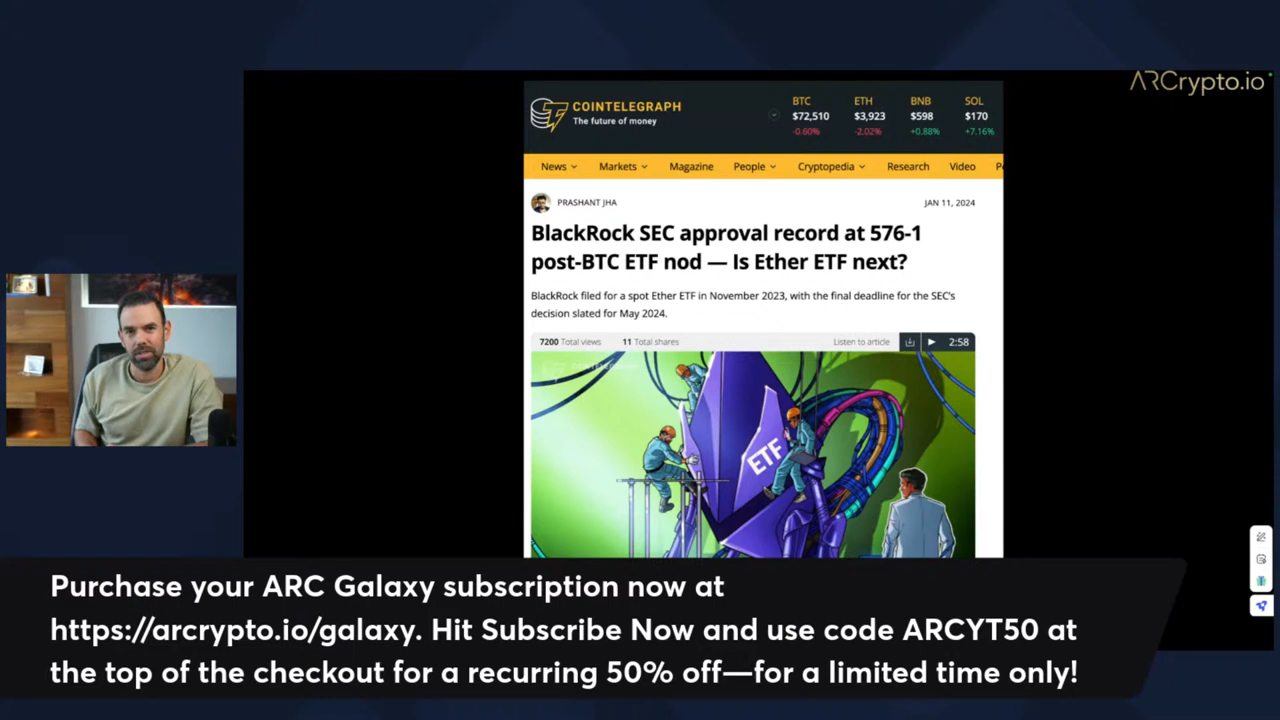 ARCrypto.io
COINTELEGRAPH
The future of money
BTC ETH BNB SOL
$72,510 $3,923 $598 $170
-0.60% -2.02% +0.88% +7.16%
News Markets Magazine People Cryptopedia Research Video
PRASHANT JHA JAN 11, 2024
BlackRock SEC approval record at 576-1
post-BTC ETF nod — Is Ether ETF next?
BlackRock filed for a spot Ether ETF in November 2023, with the final deadline for the SEC's
decision slated for May 2024.
7200 Total views 11 Total shares Listen to article 2:58
ETF
Purchase your ARC Galaxy subscription now at
https://arcrypto.io/galaxy. Hit Subscribe Now and use code ARCYT50 at
the top of the checkout for a recurring 50% off—for a limited time only!